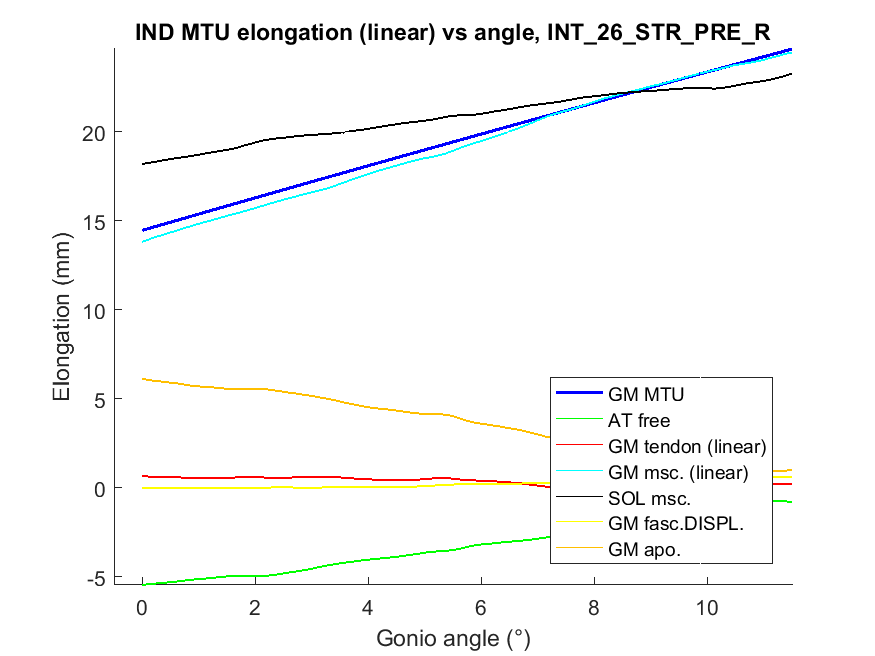 IND MTU elongation (linear) vs angle, INT_26_STR_PRE_R
Elongation (mm)
20
15
10
5
0
-5
0 2 4 6 8 10
Gonio angle (°)
GM MTU
AT free
GM tendon (linear)
GM msc. (linear)
SOL msc.
GM fasc.DISPL.
GM apo.